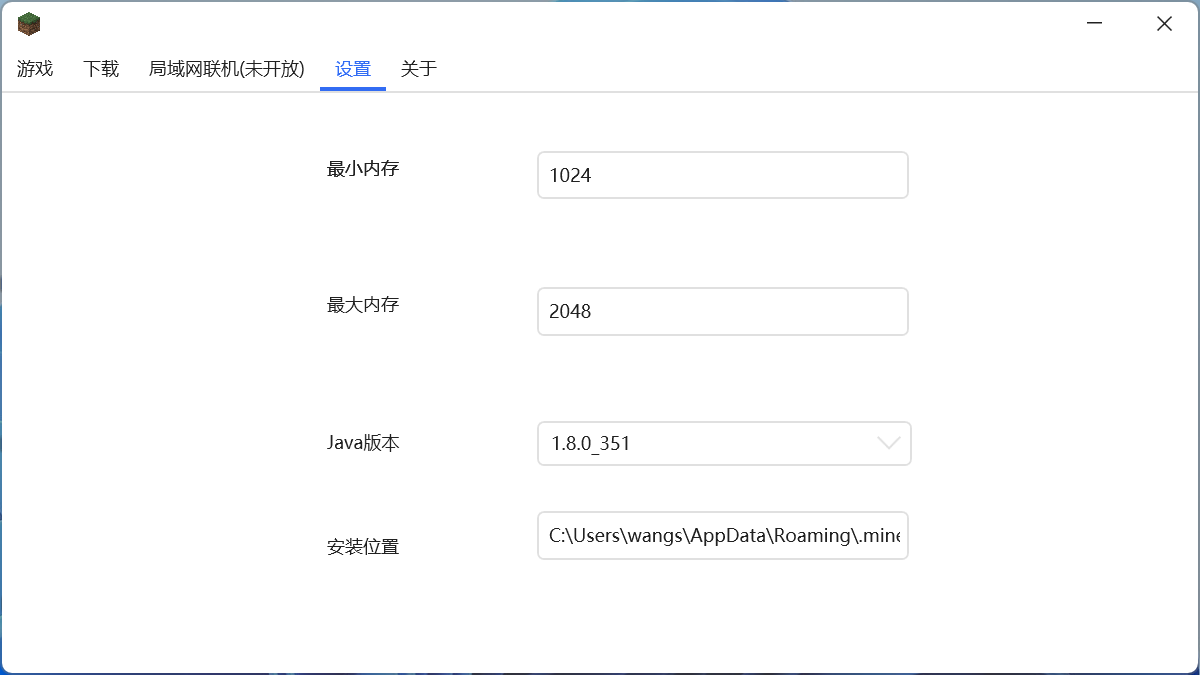 游戏 下载 局域网联机(未开放) 设置 关于
最小内存 1024
最大内存 2048
Java版本 1.8.0_351
安装位置 C:\Users\wangs\AppData\Roaming\.mine